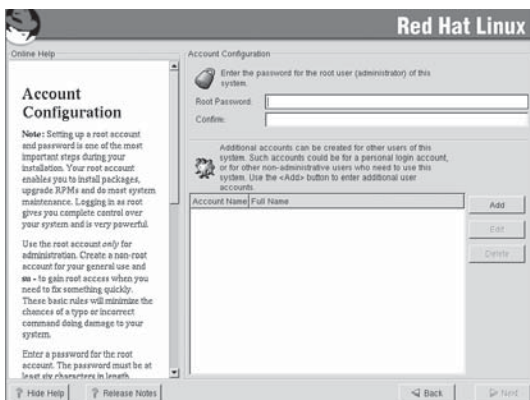 Red Hat Linux
Online Help
Account
Configuration
Note: Setting up a root account
and password is one of the most
important steps during your
installation. Your root account
enables you to install packages,
upgrade RPMs and do most system
maintenance. Logging in as root
gives you complete control over
your system and is very powerful.
Use the root account only for
administration. Create a non-root
account for your general use and
su - to gain root access when you
need to fix something quickly.
These basic rules will minimize the
chances of a typo or incorrect
command doing damage to your
system.
Enter a password for the root
account. The password must be at
least six characters in length.
Account Configuration
Enter the password for the root user (administrator) of this
system.
Root Password:
Confirm:
Additional accounts can be created for other users of this
system. Such accounts could be for a personal login account,
or for other non-administrative users who need to use this
system. Use the <Add> button to enter additional user
accounts.
Account Name Full Name
Add
Edit
Delete
? Hide Help
? Release Notes
Back
Next